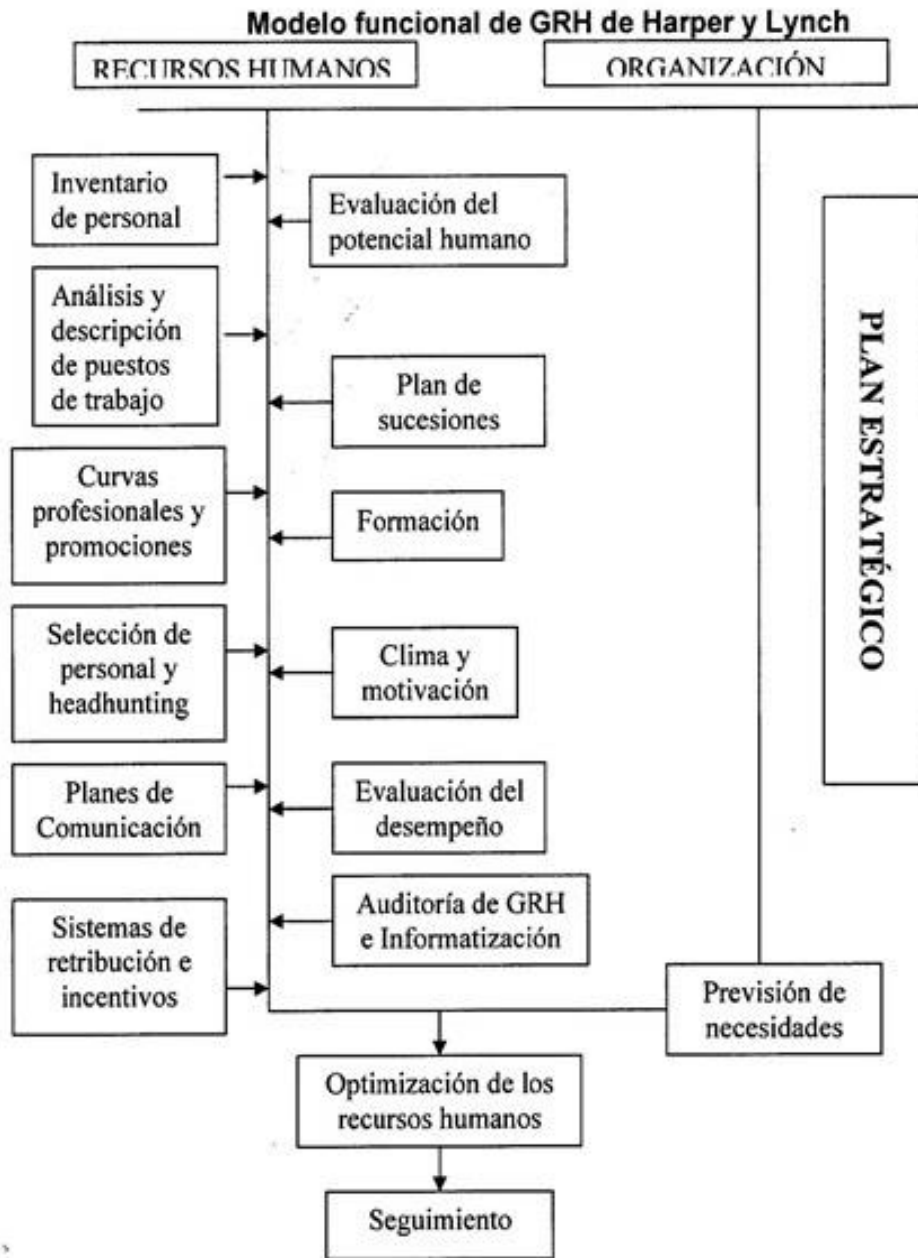 Modelo funcional de GRH de Harper y Lynch
RECURSOS HUMANOS
ORGANIZACIÓN
Inventario
de personal
Evaluación del
potencial humano
Análisis y
descripción
de puestos
de trabajo
Plan de
sucesiones
Curvas
profesionales y
promociones
Formación
Selección de
personal y
headhunting
Clima y
motivación
Planes de
Comunicación
Evaluación del
desempeño
Sistemas de
retribución e
incentivos
Auditoría de GRH
e Informatización
PLAN ESTRATÉGICO
Previsión de
necesidades
Optimización de los
recursos humanos
Seguimiento